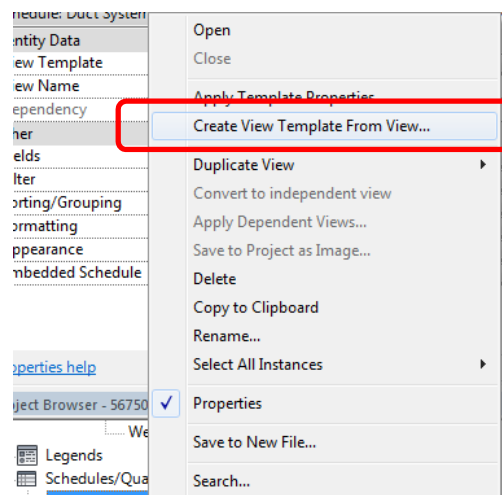 Schedule: Duct System
entity Data
iew Template
iew Name
ependency
her
elds
lter
orting/Grouping
ormatting
ppearance
mbedded Schedule
operties help
oject Browser - 56750
We
Legends
Schedules/Qua
Open
Close
Apply Template Properties
Create View Template From View...
Duplicate View
Convert to independent view
Apply Dependent Views...
Save to Project as Image...
Delete
Copy to Clipboard
Rename...
Select All Instances
Properties
Save to New File...
Search...